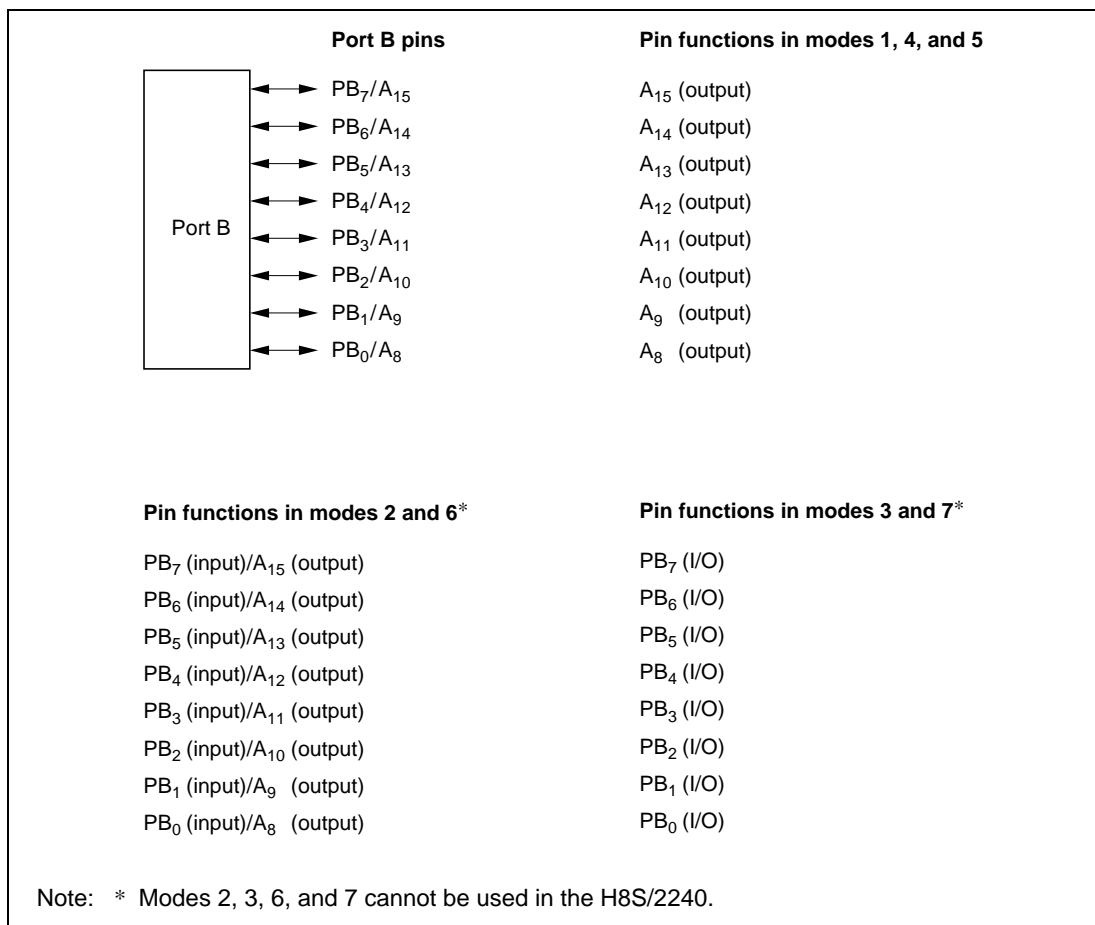 Port B pins
Pin functions in modes 1, 4, and 5
Port B
PB₇/A₁₅
A₁₅ (output)
PB₆/A₁₄
A₁₄ (output)
PB₅/A₁₃
A₁₃ (output)
PB₄/A₁₂
A₁₂ (output)
PB₃/A₁₁
A₁₁ (output)
PB₂/A₁₀
A₁₀ (output)
PB₁/A₉
A₉ (output)
PB₀/A₈
A₈ (output)
Pin functions in modes 2 and 6*
PB₇ (input)/A₁₅ (output)
PB₆ (input)/A₁₄ (output)
PB₅ (input)/A₁₃ (output)
PB₄ (input)/A₁₂ (output)
PB₃ (input)/A₁₁ (output)
PB₂ (input)/A₁₀ (output)
PB₁ (input)/A₉ (output)
PB₀ (input)/A₈ (output)
Pin functions in modes 3 and 7*
PB₇ (I/O)
PB₆ (I/O)
PB₅ (I/O)
PB₄ (I/O)
PB₃ (I/O)
PB₂ (I/O)
PB₁ (I/O)
PB₀ (I/O)
Note: * Modes 2, 3, 6, and 7 cannot be used in the H8S/2240.